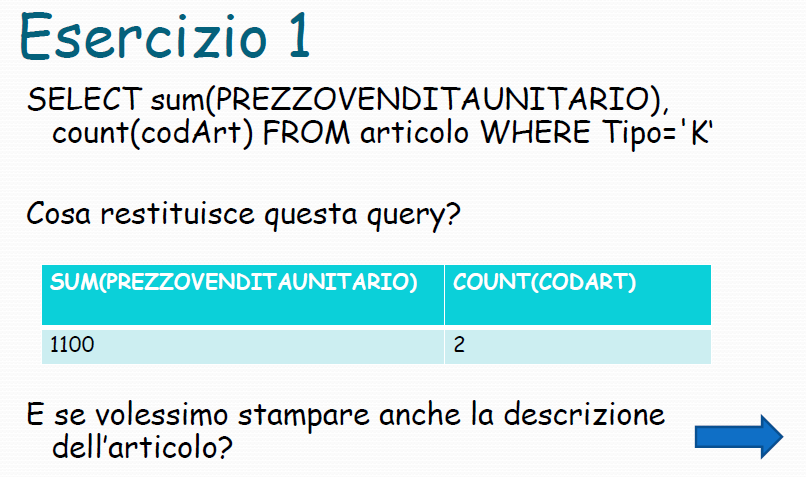 Esercizio 1
SELECT sum(PREZZOVENDITAUNITARIO),
count(codArt) FROM articolo WHERE Tipo='K'
Cosa restituisce questa query?
SUM(PREZZOVENDITAUNITARIO) COUNT(CODART)
1100 2
E se volessimo stampare anche la descrizione
dell’articolo?